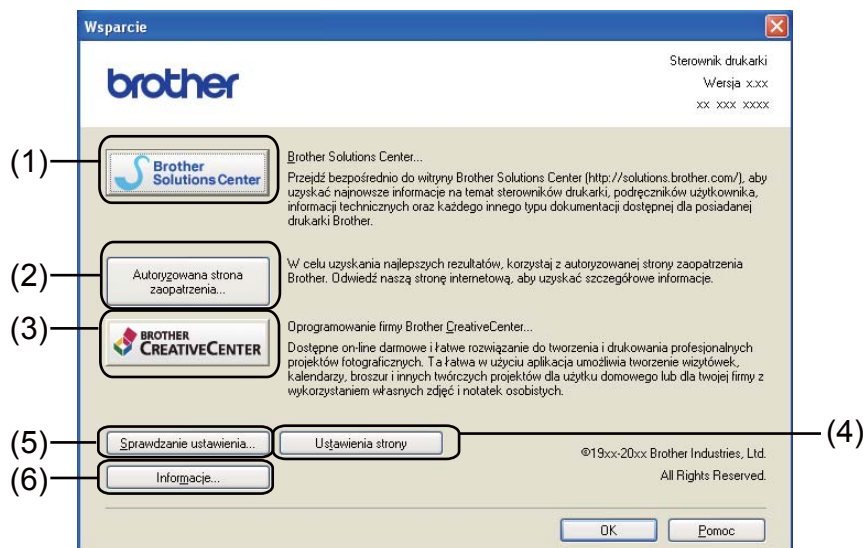 Wsparcie
brother
Sterownik drukarki
Wersja x.xx
xx xxx xxxx
(1)
Brother
Solutions Center
Brother Solutions Center...
Przejdź bezpośrednio do witryny Brother Solutions Center (http://solutions.brother.com/), aby
uzyskać najnowsze informacje na temat sterowników drukarki, podręczników użytkownika,
informacji technicznych oraz każdego innego typu dokumentacji dostępnej dla posiadanej
drukarki Brother.
(2)
Autoryzowana strona
zaopatrzenia...
W celu uzyskania najlepszych rezultatów, korzystaj z autoryzowanej strony zaopatrzenia
Brother. Odwiedź naszą stronę internetową, aby uzyskać szczegółowe informacje.
(3)
BROTHER
CREATIVECENTER
Oprogramowanie firmy Brother CreativeCenter...
Dostępne on-line darmowe i łatwe rozwiązanie do tworzenia i drukowania profesjonalnych
projektów fotograficznych. Ta łatwa w użyciu aplikacja umożliwia tworzenie wizytówek,
kalendarzy, broszur i innych twórczych projektów dla użytku domowego lub dla twojej firmy z
wykorzystaniem własnych zdjęć i notatek osobistych.
(5)
Sprawdzanie ustawienia...
Ustawienia strony
(4)
(6)
Informacje...
©19xx-20xx Brother Industries, Ltd.
All Rights Reserved.
OK
Pomoc